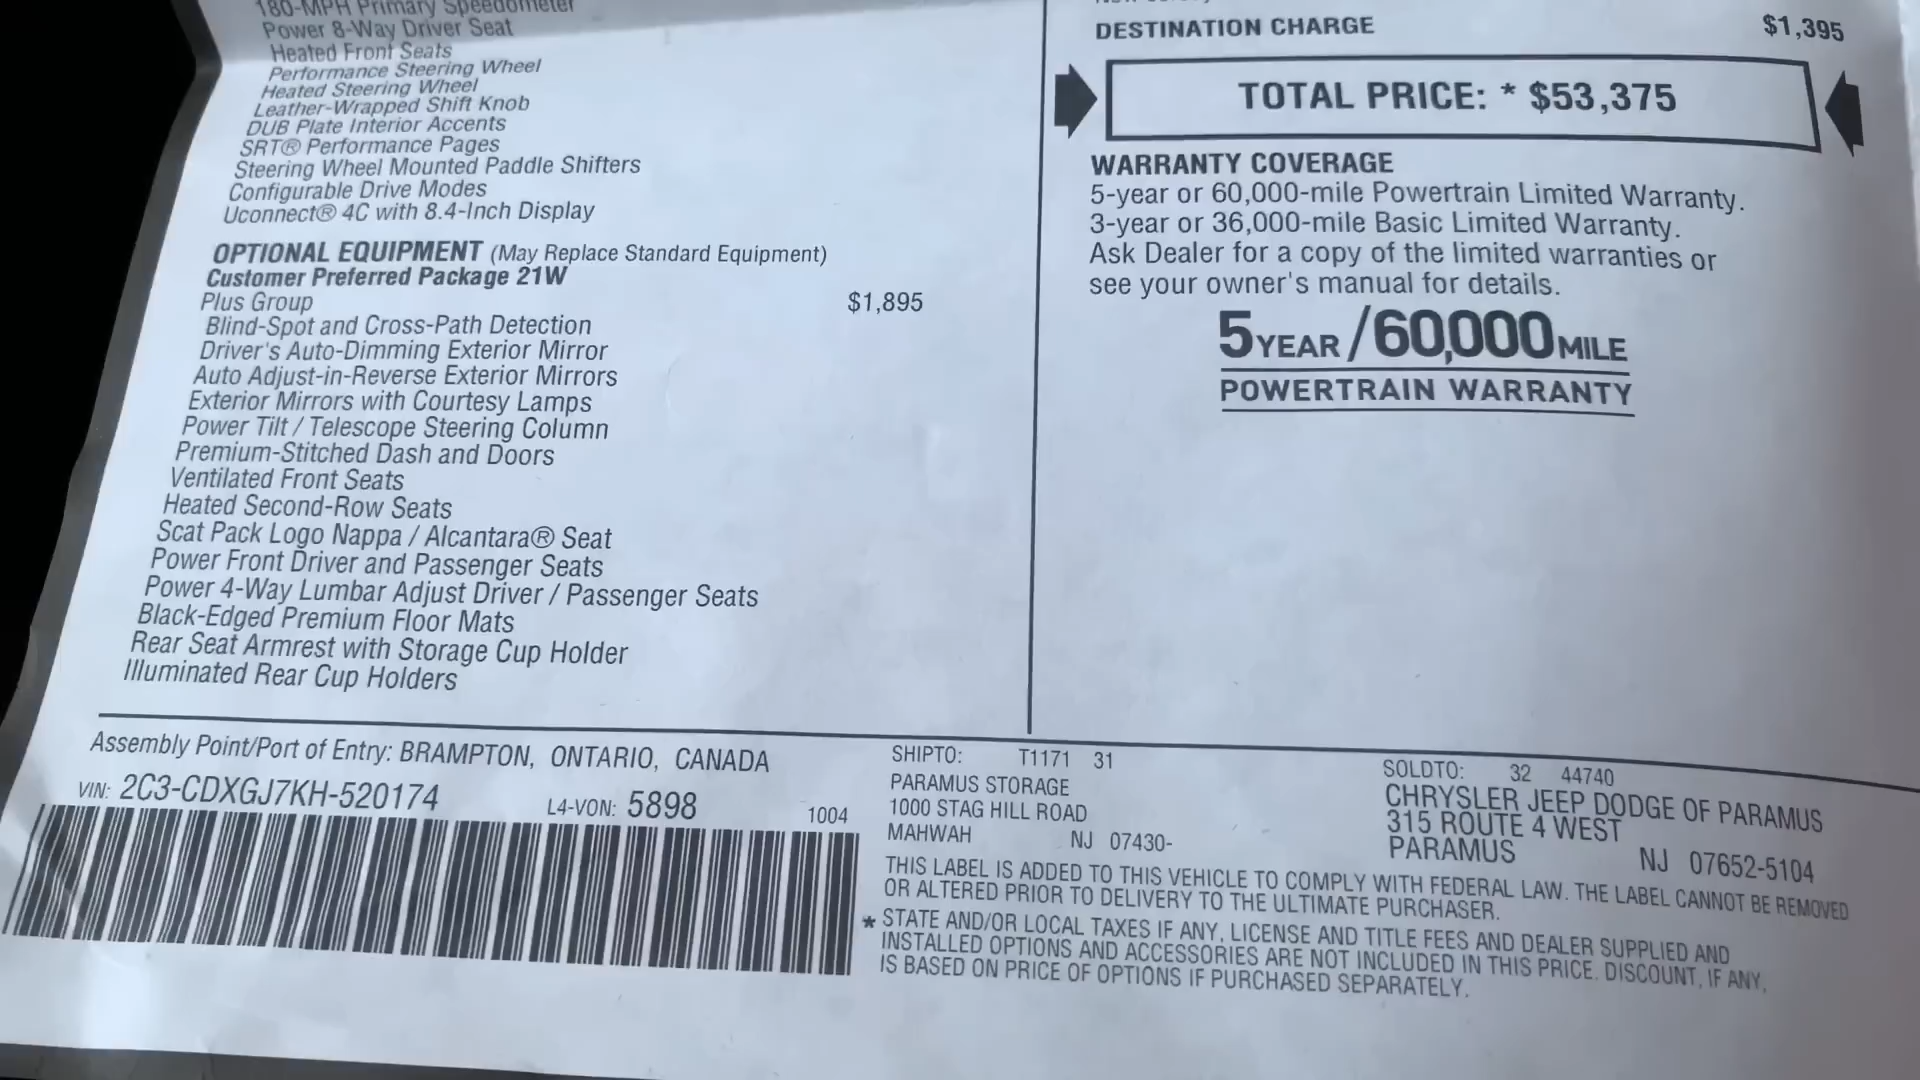 180-MPH Primary Speedometer
Power 8-Way Driver Seat
Heated Front Seats
Performance Steering Wheel
Heated Steering Wheel
Leather-Wrapped Shift Knob
DUB Plate Interior Accents
SRT® Performance Pages
Steering Wheel Mounted Paddle Shifters
Configurable Drive Modes
Uconnect® 4C with 8.4-Inch Display
OPTIONAL EQUIPMENT (May Replace Standard Equipment)
Customer Preferred Package 21W
Plus Group $1,895
Blind-Spot and Cross-Path Detection
Driver's Auto-Dimming Exterior Mirror
Auto Adjust-in-Reverse Exterior Mirrors
Exterior Mirrors with Courtesy Lamps
Power Tilt / Telescope Steering Column
Premium-Stitched Dash and Doors
Ventilated Front Seats
Heated Second-Row Seats
Scat Pack Logo Nappa / Alcantara® Seat
Power Front Driver and Passenger Seats
Power 4-Way Lumbar Adjust Driver / Passenger Seats
Black-Edged Premium Floor Mats
Rear Seat Armrest with Storage Cup Holder
Illuminated Rear Cup Holders
DESTINATION CHARGE $1,395
TOTAL PRICE: * $53,375
WARRANTY COVERAGE
5-year or 60,000-mile Powertrain Limited Warranty.
3-year or 36,000-mile Basic Limited Warranty.
Ask Dealer for a copy of the limited warranties or
see your owner's manual for details.
5 YEAR / 60,000 MILE
POWERTRAIN WARRANTY
Assembly Point/Port of Entry: BRAMPTON, ONTARIO, CANADA
VIN: 2C3-CDXGJ7KH-520174 L4-VON: 5898
1004
SHIPTO: T1171 31
PARAMUS STORAGE
1000 STAG HILL ROAD
MAHWAH NJ 07430-
SOLDTO: 32 44740
CHRYSLER JEEP DODGE OF PARAMUS
315 ROUTE 4 WEST
PARAMUS NJ 07652-5104
THIS LABEL IS ADDED TO THIS VEHICLE TO COMPLY WITH FEDERAL LAW. THE LABEL CANNOT BE REMOVED
OR ALTERED PRIOR TO DELIVERY TO THE ULTIMATE PURCHASER.
* STATE AND/OR LOCAL TAXES IF ANY, LICENSE AND TITLE FEES AND DEALER SUPPLIED AND
INSTALLED OPTIONS AND ACCESSORIES ARE NOT INCLUDED IN THIS PRICE. DISCOUNT, IF ANY,
IS BASED ON PRICE OF OPTIONS IF PURCHASED SEPARATELY.